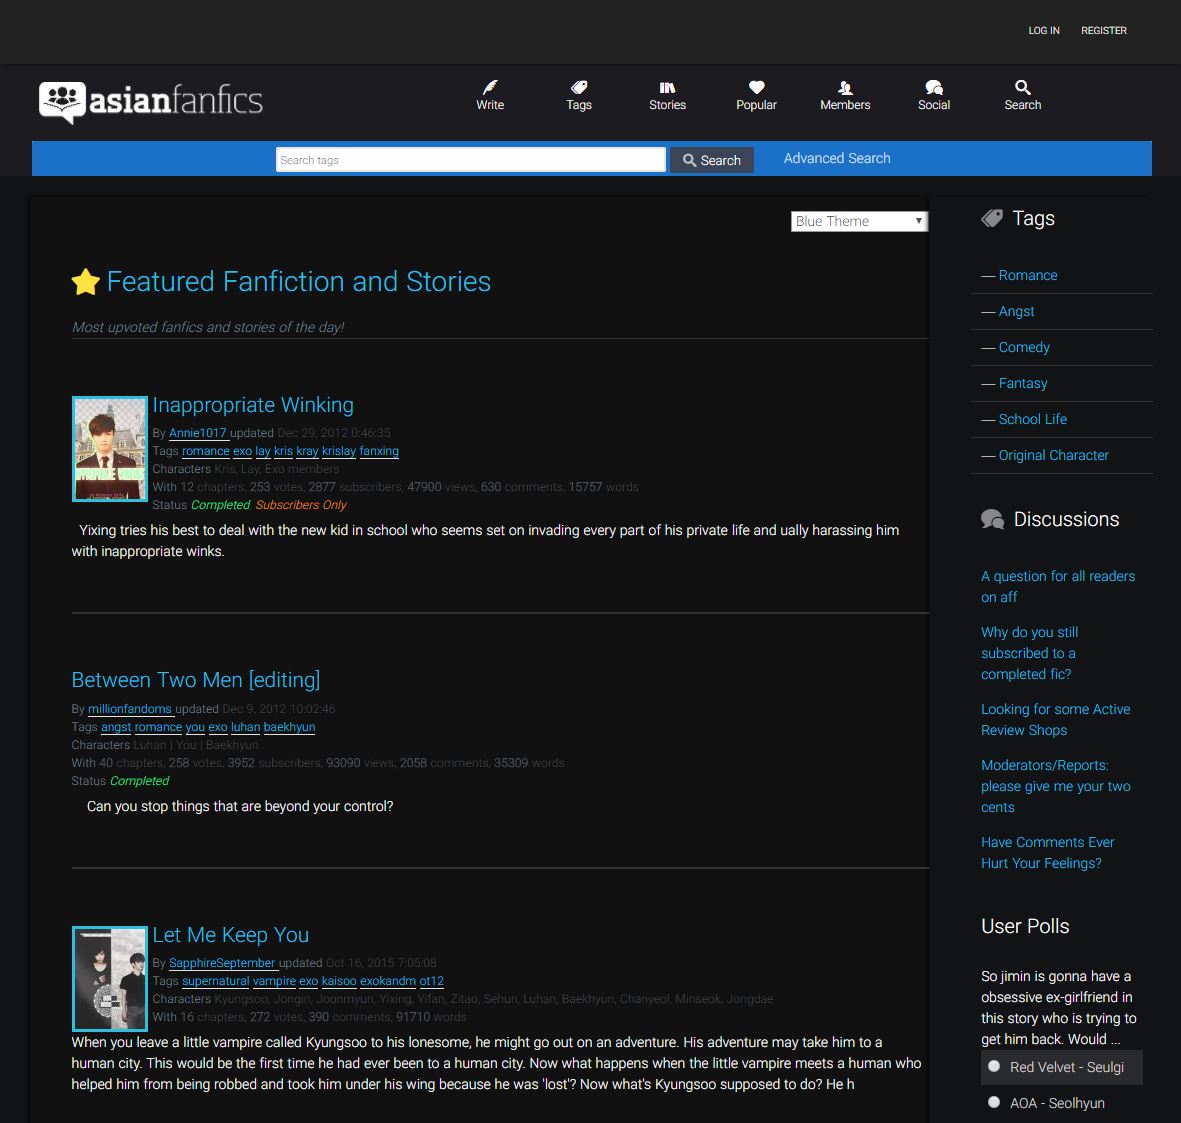 LOG IN REGISTER
asianfanfics
Write Tags Stories Popular Members Social Search
Search tags Search Advanced Search
Blue Theme
Featured Fanfiction and Stories
Most upvoted fanfics and stories of the day!
Inappropriate Winking
By Annie1017 updated Dec 29, 2012 0:46:35
Tags romance exo lay kris kray krislay fanxing
Characters Kris, Lay, Exo members
With 12 chapters, 253 votes, 2877 subscribers, 47900 views, 630 comments, 15757 words
Status Completed Subscribers Only
Yixing tries his best to deal with the new kid in school who seems set on invading every part of his private life and ually harassing him
with inappropriate winks.
Between Two Men [editing]
By millionfandoms updated Dec 9, 2012 10:02:46
Tags angst romance you exo luhan baekhyun
Characters Luhan | You | Baekhyun
With 40 chapters, 258 votes, 3952 subscribers, 93090 views, 2058 comments, 35309 words
Status Completed
Can you stop things that are beyond your control?
Let Me Keep You
By SapphireSeptember updated Oct 16, 2015 7:05:08
Tags supernatural vampire exo kaisoo exokandm ot12
Characters Kyungsoo, Jongin, Joonmyun, Yixing, Yifan, Zitao, Sehun, Luhan, Baekhyun, Chanyeol, Minseok, Jongdae
With 16 chapters, 272 votes, 390 comments, 91710 words
When you leave a little vampire called Kyungsoo to his lonesome, he might go out on an adventure. His adventure may take him to a
human city. This would be the first time he had ever been to a human city. Now what happens when the little vampire meets a human who
helped him from being robbed and took him under his wing because he was 'lost'? Now what's Kyungsoo supposed to do? He h
Tags
— Romance
— Angst
— Comedy
— Fantasy
— School Life
— Original Character
Discussions
A question for all readers
on aff
Why do you still
subscribed to a
completed fic?
Looking for some Active
Review Shops
Moderators/Reports:
please give me your two
cents
Have Comments Ever
Hurt Your Feelings?
User Polls
So jimin is gonna have a
obsessive ex-girlfriend in
this story who is trying to
get him back. Would ...
Red Velvet - Seulgi
AOA - Seolhyun